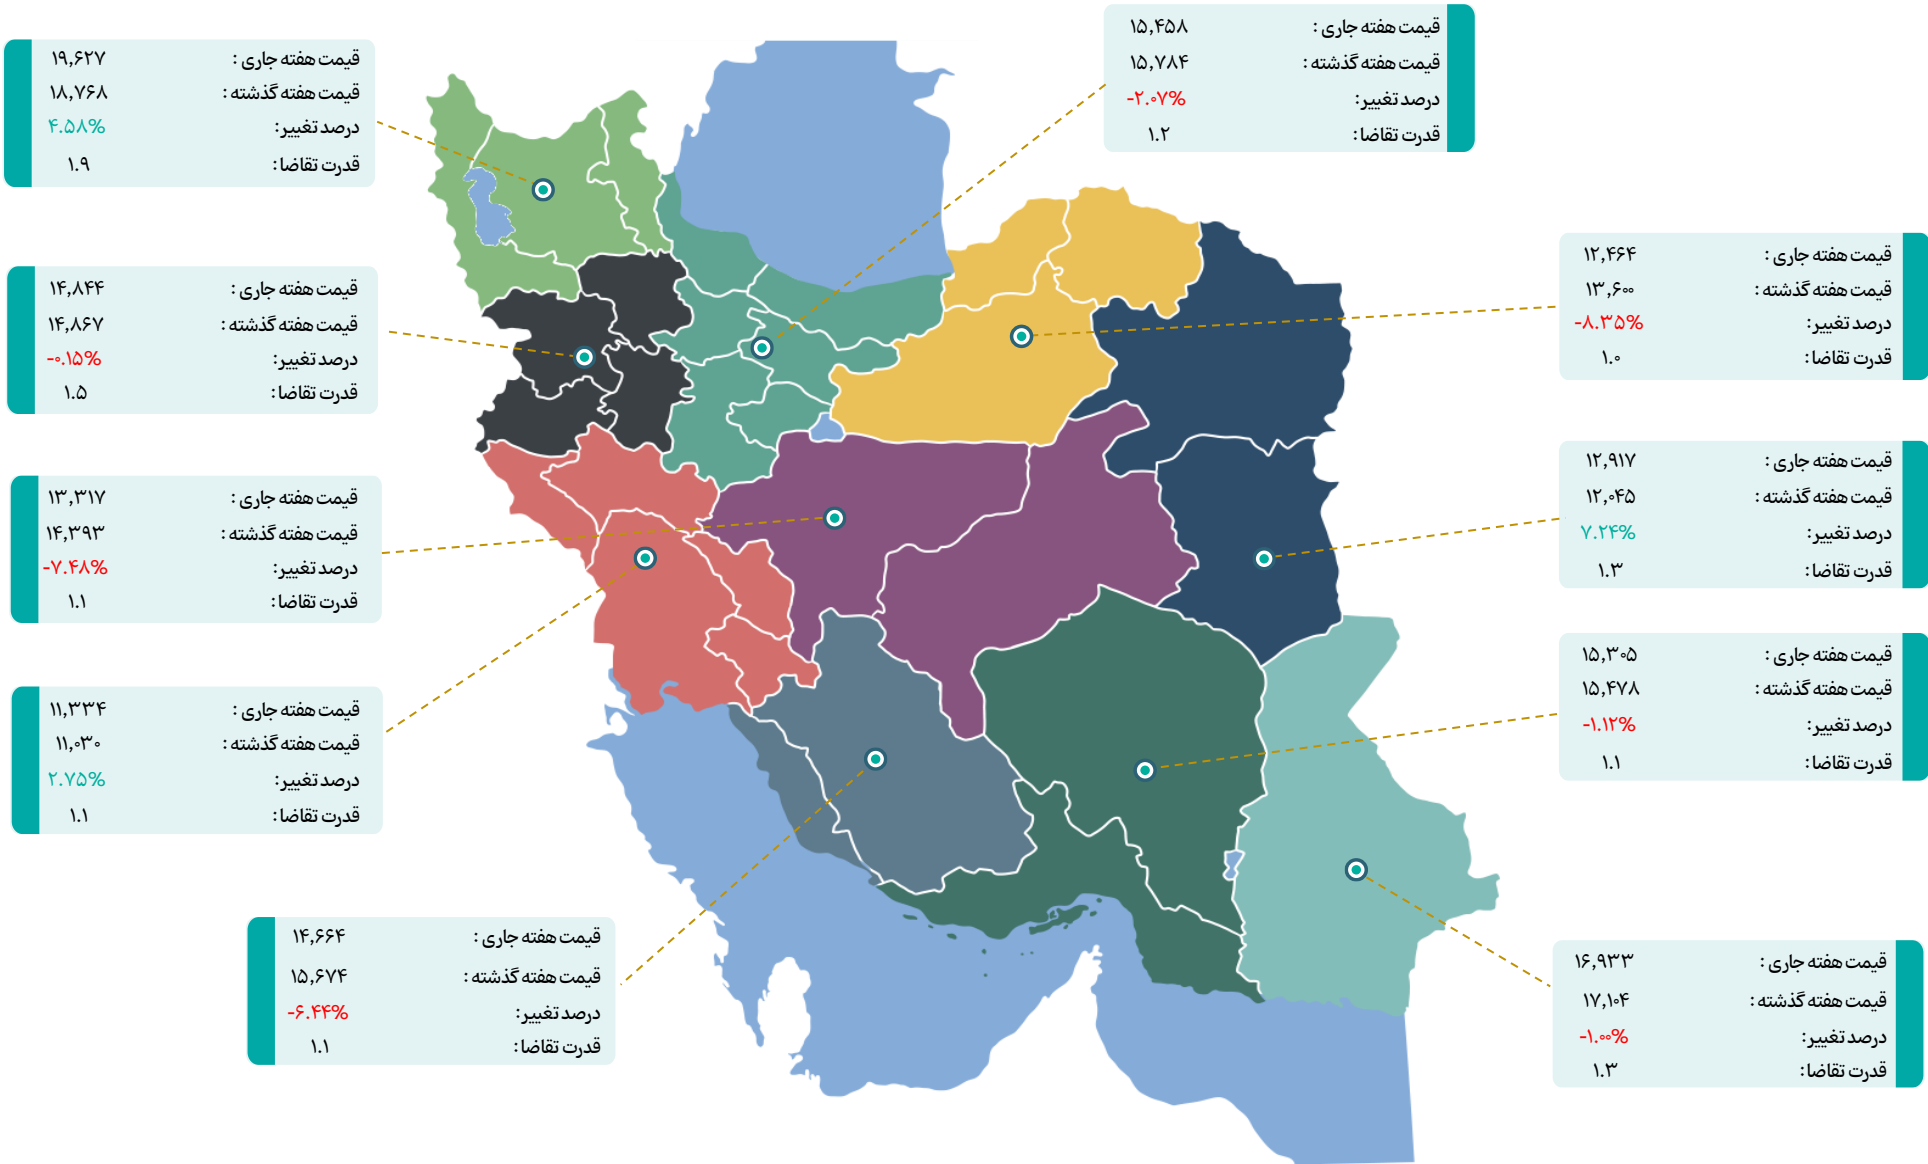 قیمت هفته جاری : ۱۵,۴۵۸
قیمت هفته گذشته : ۱۵,۷۸۴
درصد تغییر: -۲.۰۷%
قدرت تقاضا: ۱.۲
قیمت هفته جاری : ۱۹,۶۲۷
قیمت هفته گذشته : ۱۸,۷۶۸
درصد تغییر: ۴.۵۸%
قدرت تقاضا: ۱.۹
قیمت هفته جاری : ۱۲,۴۶۴
قیمت هفته گذشته : ۱۳,۶۰۰
درصد تغییر: -۸.۳۵%
قدرت تقاضا: ۱.۰
قیمت هفته جاری : ۱۴,۸۴۴
قیمت هفته گذشته : ۱۴,۸۶۷
درصد تغییر: -۰.۱۵%
قدرت تقاضا: ۱.۵
قیمت هفته جاری : ۱۲,۹۱۷
قیمت هفته گذشته : ۱۲,۰۴۵
درصد تغییر: ۷.۲۴%
قدرت تقاضا: ۱.۳
قیمت هفته جاری : ۱۳,۳۱۷
قیمت هفته گذشته : ۱۴,۳۹۳
درصد تغییر: -۷.۴۸%
قدرت تقاضا: ۱.۱
قیمت هفته جاری : ۱۵,۳۰۵
قیمت هفته گذشته : ۱۵,۴۷۸
درصد تغییر: -۱.۱۲%
قدرت تقاضا: ۱.۱
قیمت هفته جاری : ۱۱,۳۳۴
قیمت هفته گذشته : ۱۱,۰۳۰
درصد تغییر: ۲.۷۵%
قدرت تقاضا: ۱.۱
قیمت هفته جاری : ۱۶,۹۳۳
قیمت هفته گذشته : ۱۷,۱۰۴
درصد تغییر: -۱.۰۰%
قدرت تقاضا: ۱.۳
قیمت هفته جاری : ۱۴,۶۶۴
قیمت هفته گذشته : ۱۵,۶۷۴
درصد تغییر: -۶.۴۴%
قدرت تقاضا: ۱.۱